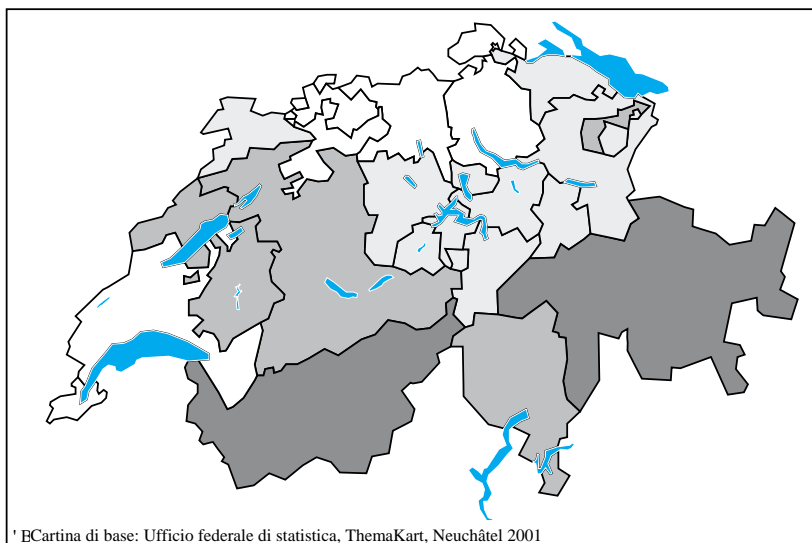 Cartina di base: Ufficio federale di statistica, ThemaKart, Neuchâtel 2001